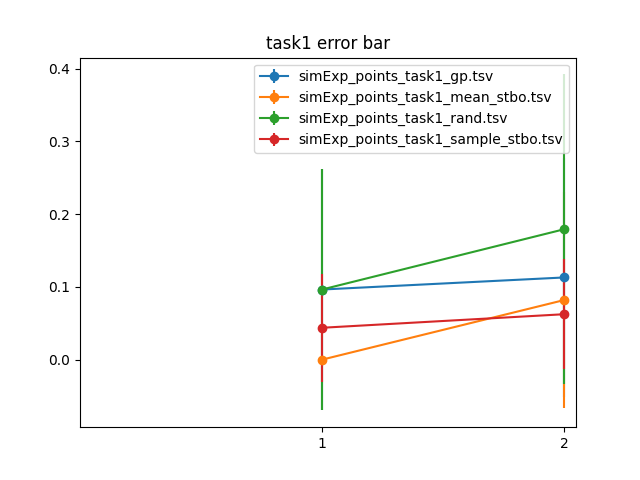 task1 error bar
simExp_points_task1_gp.tsv
simExp_points_task1_mean_stbo.tsv
simExp_points_task1_rand.tsv
simExp_points_task1_sample_stbo.tsv
0.4
0.3
0.2
0.1
0.0
1 2